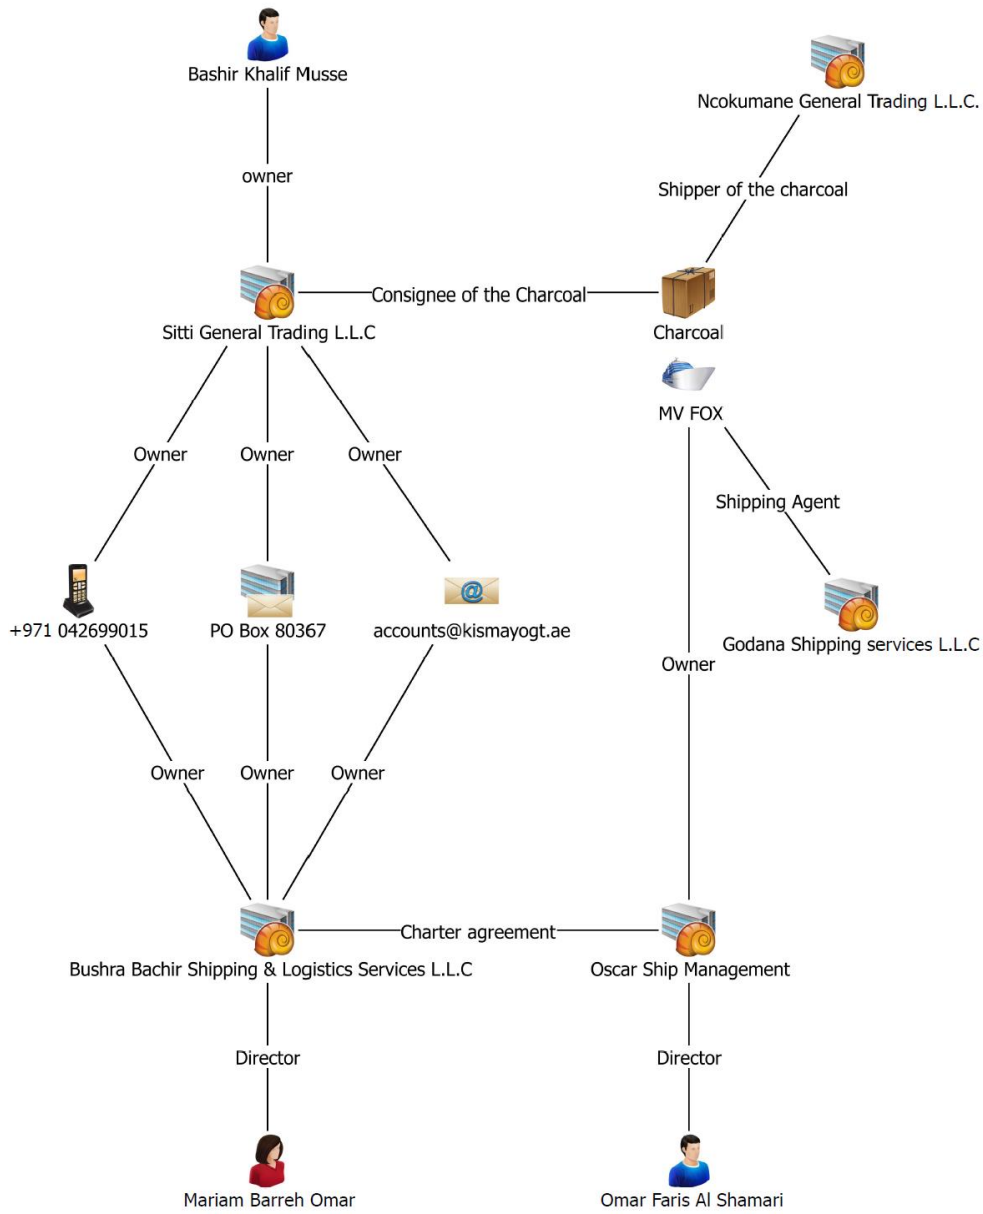 Bashir Khalif Musse
Ncokumane General Trading L.L.C.
owner
Shipper of the charcoal
Consignee of the Charcoal
Sitti General Trading L.L.C
Charcoal
MV FOX
Owner
Owner
Owner
Shipping Agent
+971 042699015
PO Box 80367
accounts@kismayogt.ae
Godana Shipping services L.L.C
Owner
Owner
Owner
Owner
Charter agreement
Bushra Bachir Shipping & Logistics Services L.L.C
Oscar Ship Management
Director
Director
Mariam Barreh Omar
Omar Faris Al Shamari